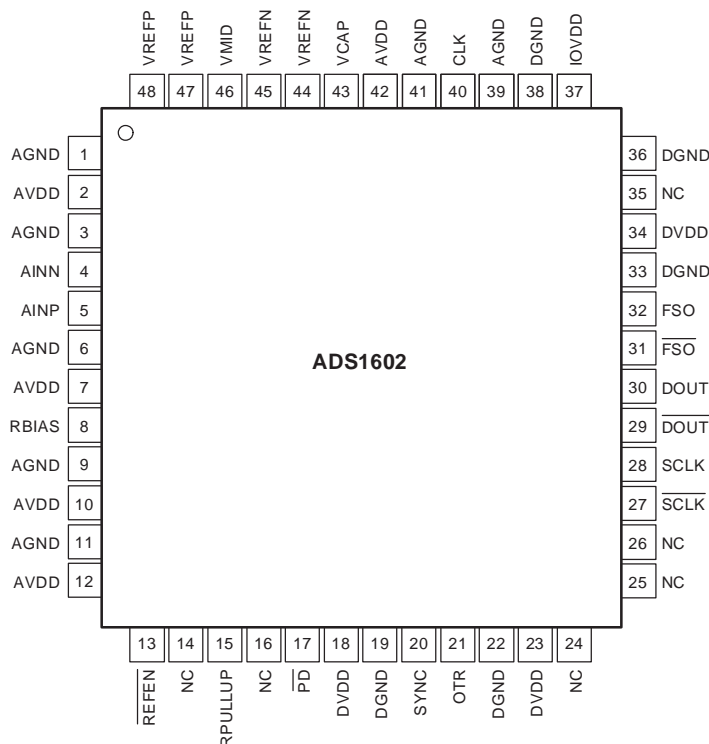 VREFP VREFP VMID VREFN VREFN VCAP AVDD AGND CLK AGND DGND IOVDD
48 47 46 45 44 43 42 41 40 39 38 37
AGND 1 36 DGND
AVDD 2 35 NC
AGND 3 34 DVDD
AINN 4 33 DGND
AINP 5 32 FSO
AGND 6 31 FSO
ADS1602
AVDD 7 30 DOUT
RBIAS 8 29 DOUT
AGND 9 28 SCLK
AVDD 10 27 SCLK
AGND 11 26 NC
AVDD 12 25 NC
13 14 15 16 17 18 19 20 21 22 23 24
REFEN NC RPULLUP NC PD DVDD DGND SYNC OTR DGND DVDD NC